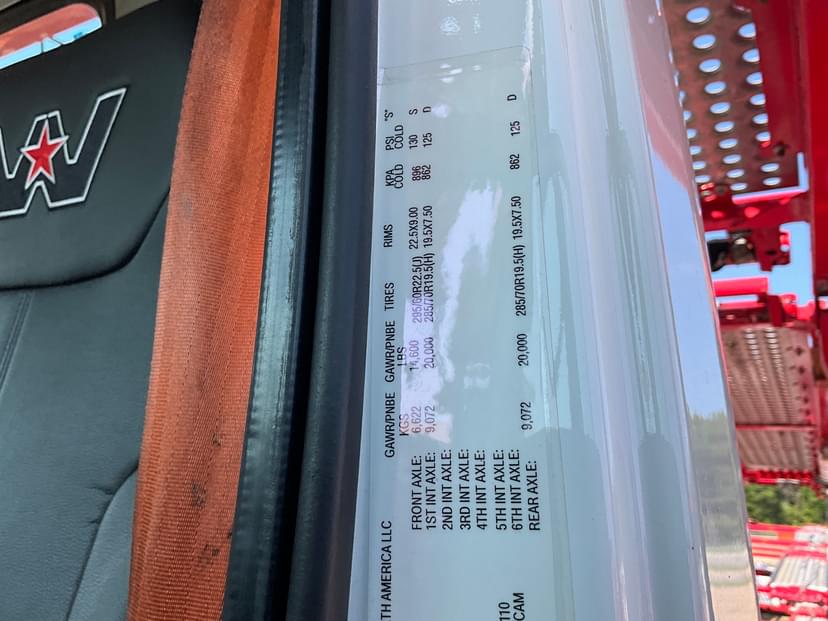 W
TH AMERICA LLC GAWR/PNBE GAWR/PNBE TIRES RIMS KPA PSI "S"
KGS LBS COLD COLD
FRONT AXLE: 6,622 14,600 295/60R22.5(J) 22.5X9.00 896 130 S
1ST INT AXLE: 9,072 20,000 285/70R19.5(H) 19.5X7.50 862 125 D
2ND INT AXLE:
3RD INT AXLE:
4TH INT AXLE:
5TH INT AXLE:
6TH INT AXLE:
REAR AXLE: 9,072 20,000 285/70R19.5(H) 19.5X7.50 862 125 D
110
CAM